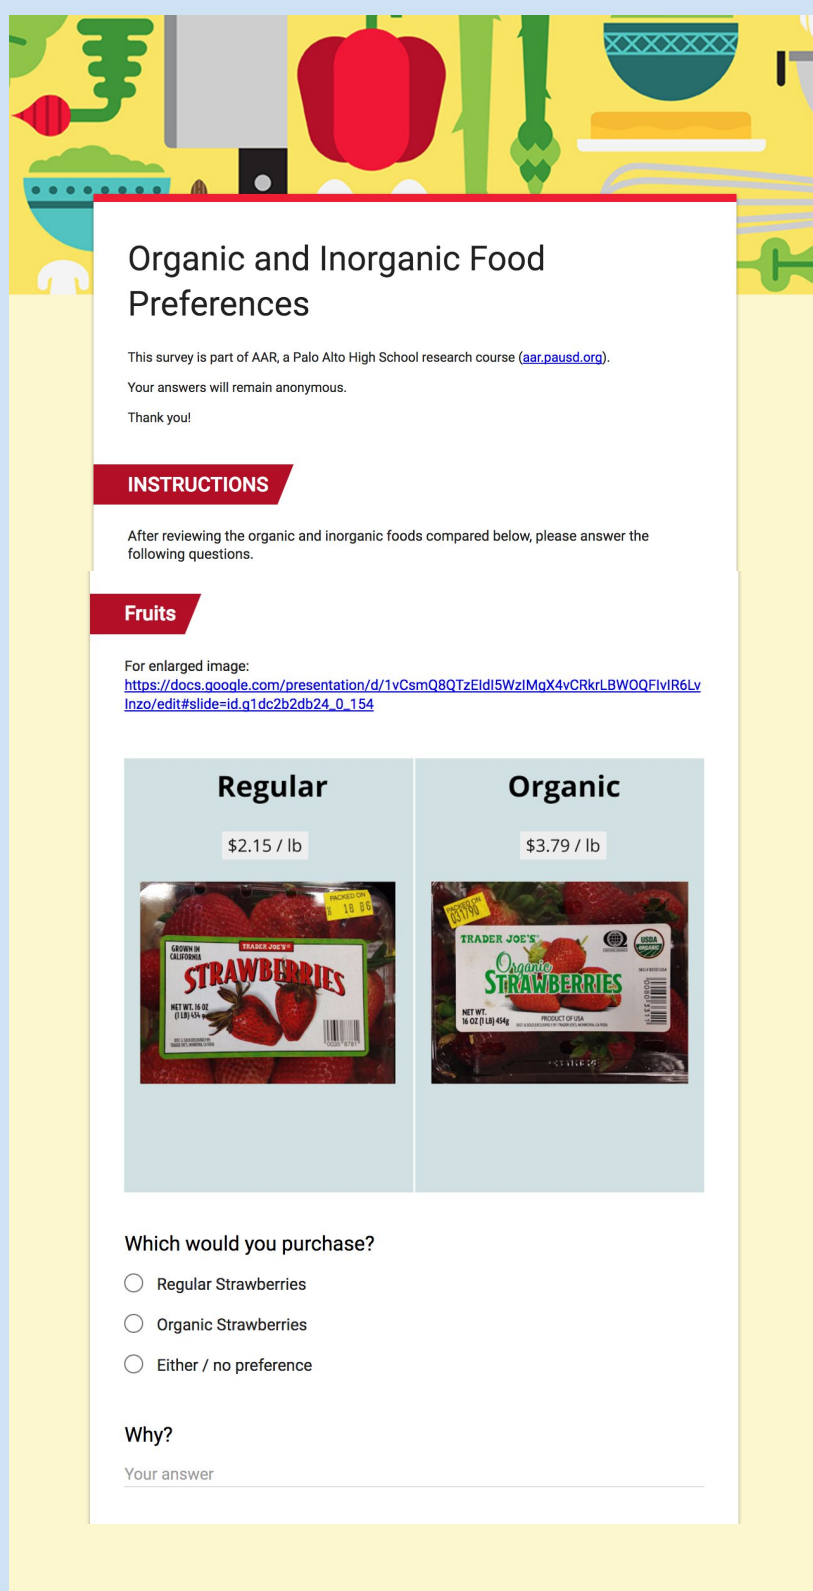 Organic and Inorganic Food
Preferences
This survey is part of AAR, a Palo Alto High School research course (aar.pausd.org).
Your answers will remain anonymous.
Thank you!
INSTRUCTIONS
After reviewing the organic and inorganic foods compared below, please answer the
following questions.
Fruits
For enlarged image:
https://docs.google.com/presentation/d/1vCsmQ8QTzEIdI5WzIMgX4vCRkrLBWOQFIvIR6Lv
Inzo/edit#slide=id.g1dc2b2db24_0_154
Regular
$2.15 / lb
PACKED ON
18 86
GROWN IN
CALIFORNIA
TRADER JOE'S®
STRAWBERRIES
NET WT. 16 OZ
(1 LB) 454 g
Organic
$3.79 / lb
PACKED ON
031790
TRADER JOE'S®
USDA
ORGANIC
Organic
STRAWBERRIES
NET WT.
16 OZ (1 LB) 454g
PRODUCT OF USA
Which would you purchase?
Regular Strawberries
Organic Strawberries
Either / no preference
Why?
Your answer